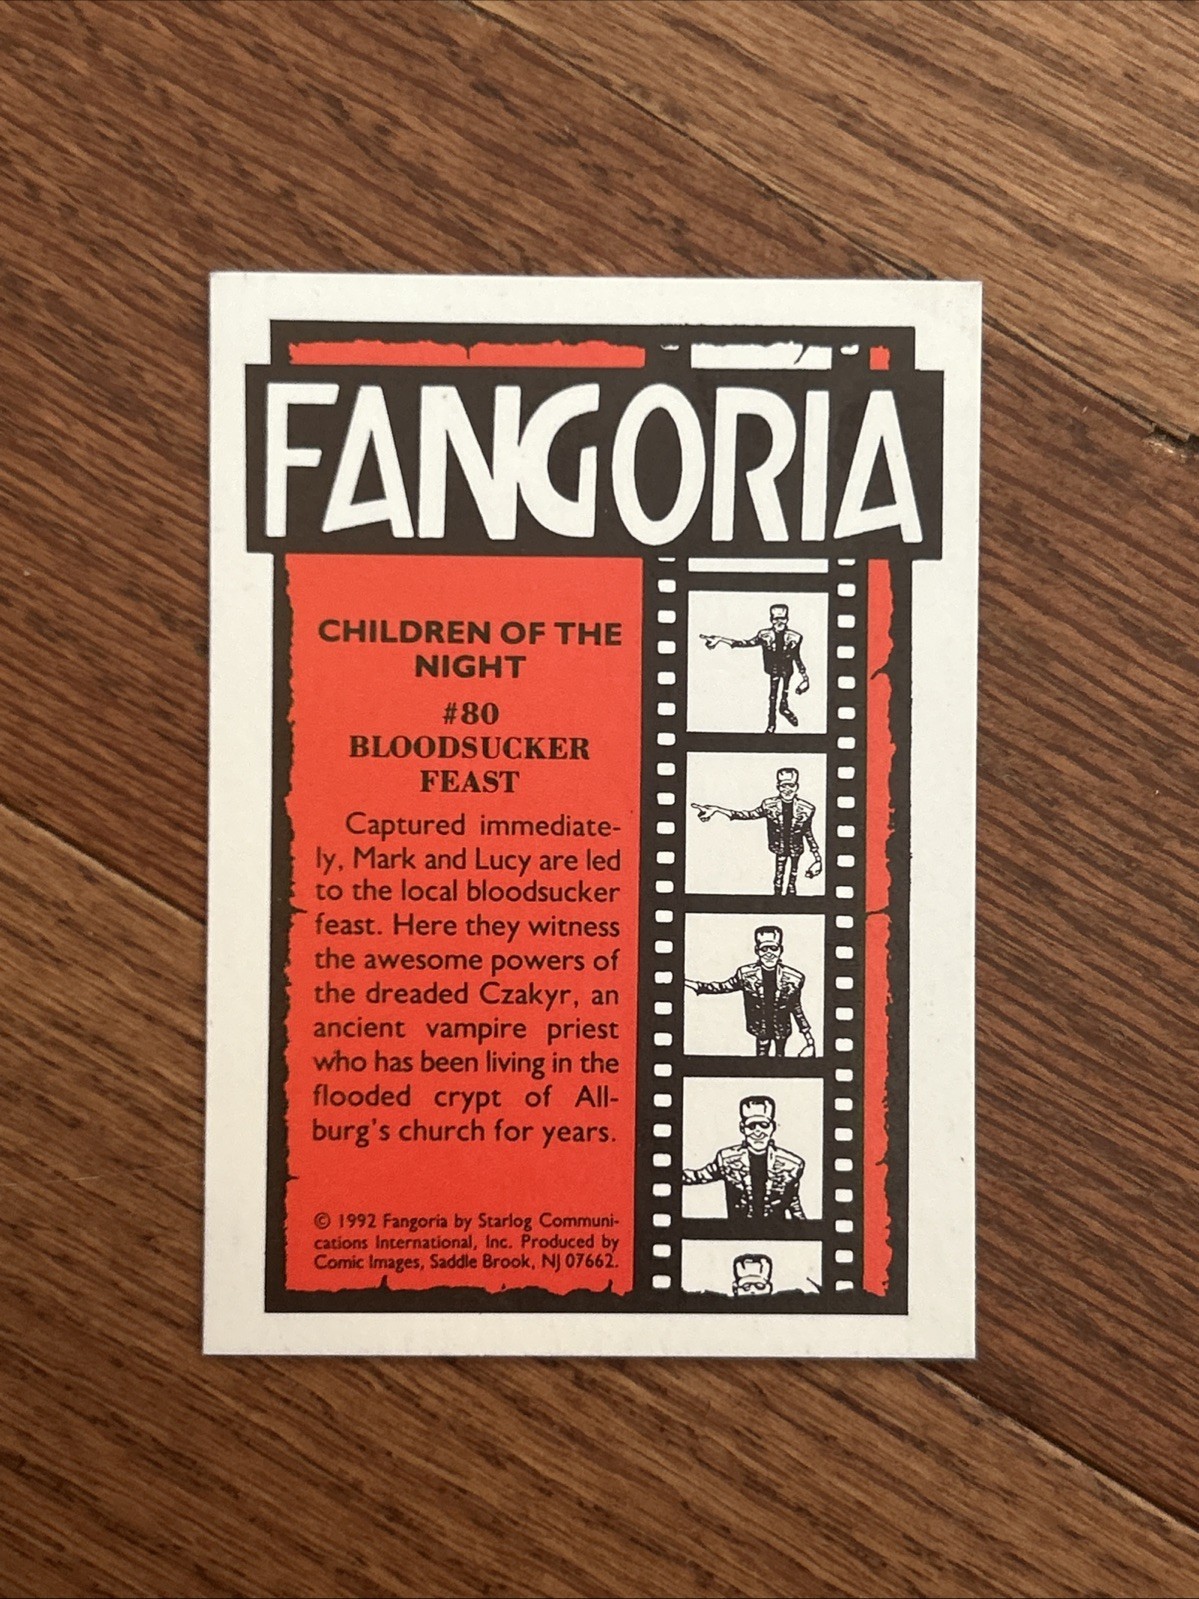 FANGORIA
CHILDREN OF THE
NIGHT
#80
BLOODSUCKER
FEAST
Captured immediate-
ly, Mark and Lucy are led
to the local bloodsucker
feast. Here they witness
the awesome powers of
the dreaded Czakyr, an
ancient vampire priest
who has been living in the
flooded crypt of All-
burg's church for years.
© 1992 Fangoria by Starlog Communi-
cations International, Inc. Produced by
Comic Images, Saddle Brook, NJ 07662.